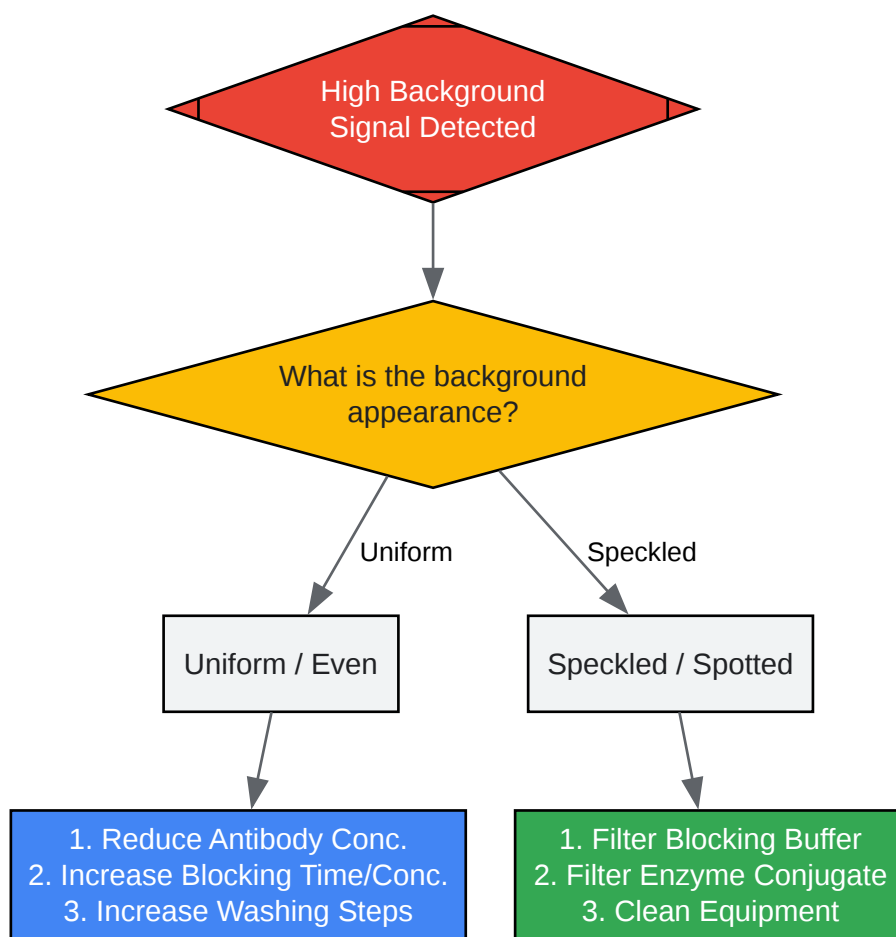 High Background
Signal Detected
What is the background
appearance?
Uniform
Speckled
Uniform / Even
Speckled / Spotted
1. Reduce Antibody Conc.
2. Increase Blocking Time/Conc.
3. Increase Washing Steps
1. Filter Blocking Buffer
2. Filter Enzyme Conjugate
3. Clean Equipment